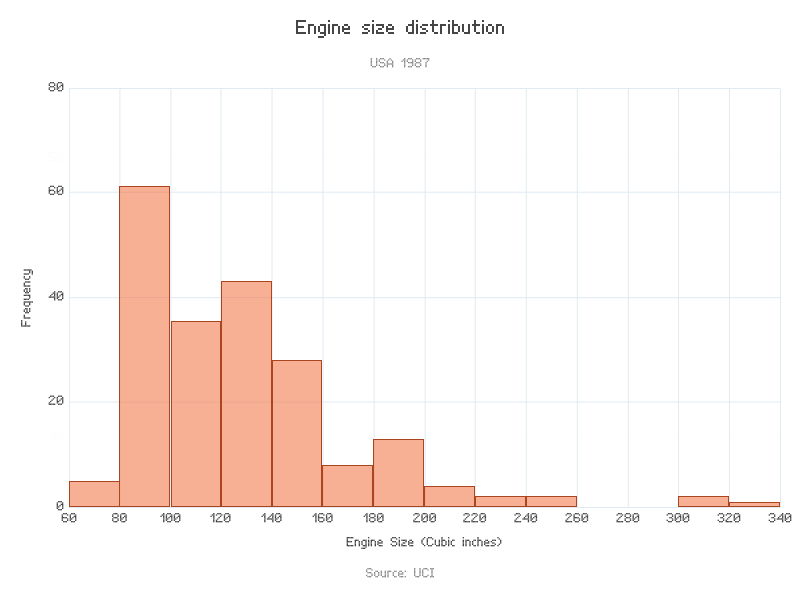 Engine size distribution
USA 1987
80
60
40
20
0
Frequency
60 80 100 120 140 160 180 200 220 240 260 280 300 320 340
Engine Size (Cubic inches)
Source: UCI